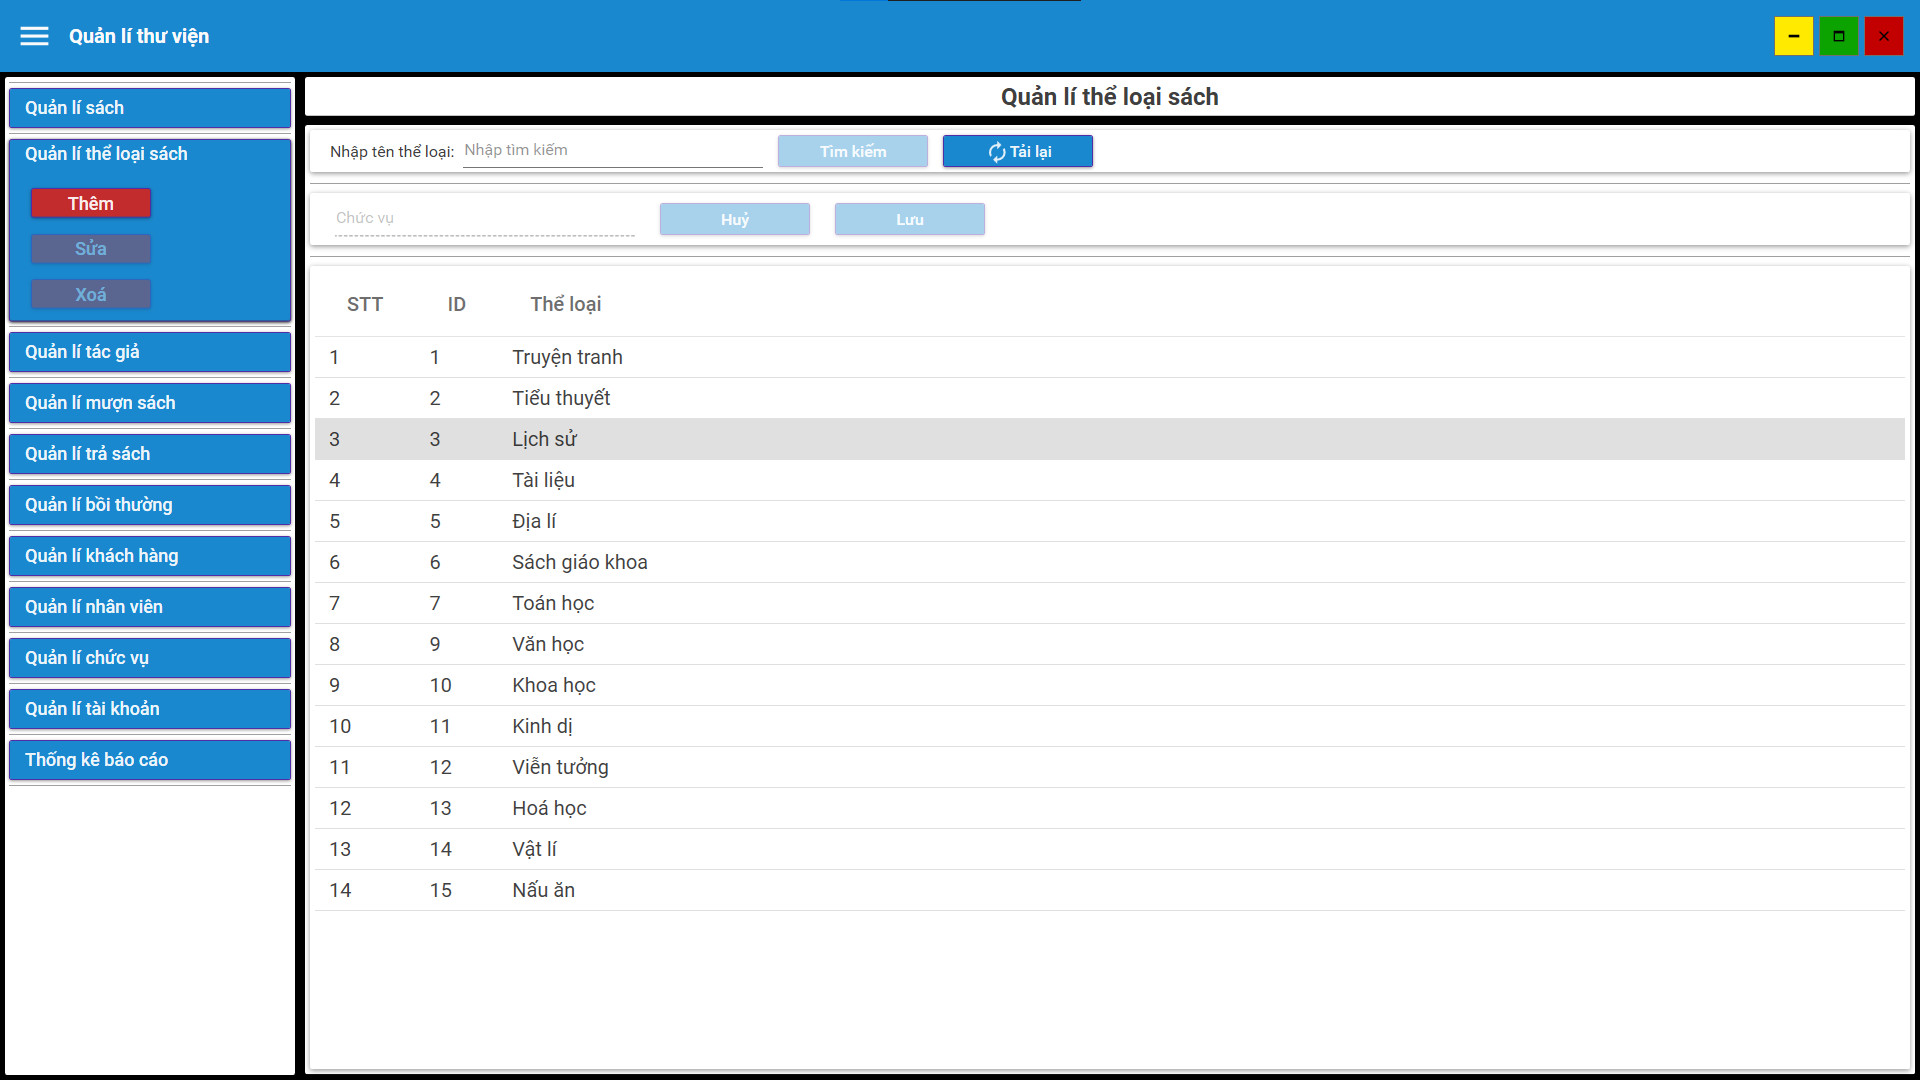 Quản lí thư viện
Quản lí sách
Quản lí thể loại sách
Thêm
Sửa
Xoá
Quản lí tác giả
Quản lí mượn sách
Quản lí trả sách
Quản lí bồi thường
Quản lí khách hàng
Quản lí nhân viên
Quản lí chức vụ
Quản lí tài khoản
Thống kê báo cáo
Quản lí thể loại sách
Nhập tên thể loại: Nhập tìm kiếm Tìm kiếm Tải lại
Chức vụ Huỷ Lưu
STT ID Thể loại
1 1 Truyện tranh
2 2 Tiểu thuyết
3 3 Lịch sử
4 4 Tài liệu
5 5 Địa lí
6 6 Sách giáo khoa
7 7 Toán học
8 9 Văn học
9 10 Khoa học
10 11 Kinh dị
11 12 Viễn tưởng
12 13 Hoá học
13 14 Vật lí
14 15 Nấu ăn